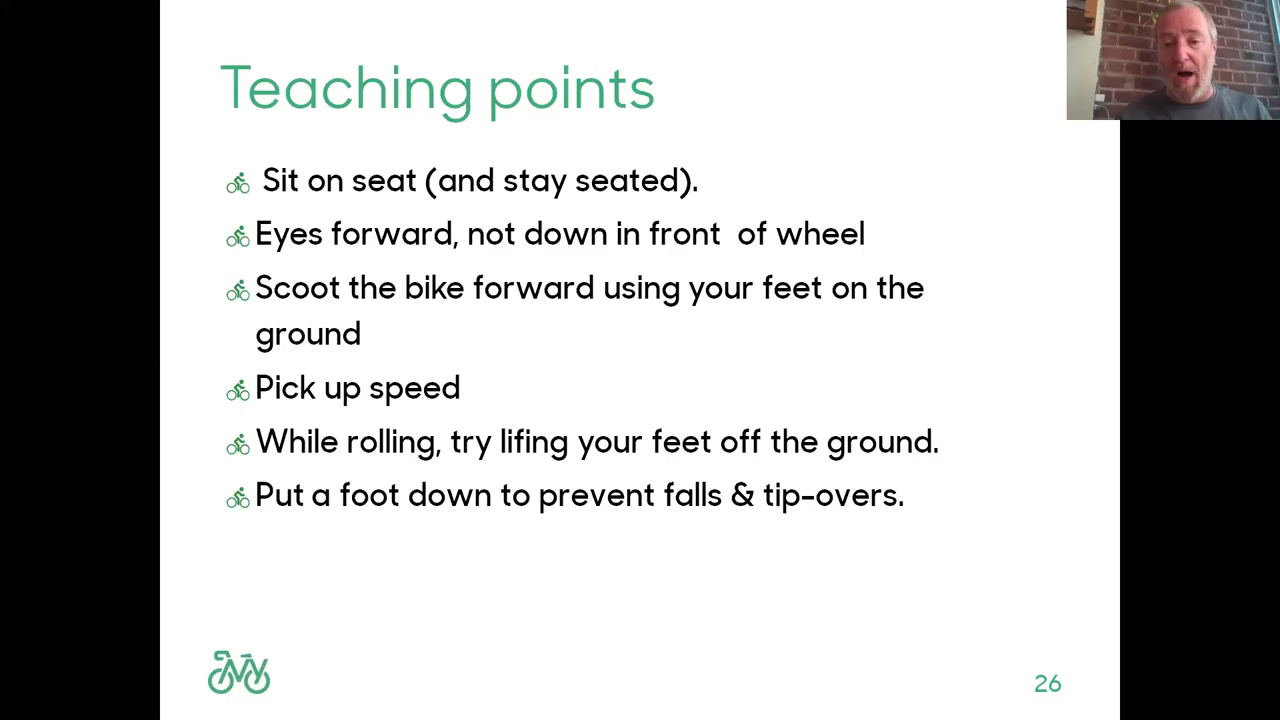 Teaching points
Sit on seat (and stay seated).
Eyes forward, not down in front of wheel
Scoot the bike forward using your feet on the
ground
Pick up speed
While rolling, try lifing your feet off the ground.
Put a foot down to prevent falls & tip-overs.
26